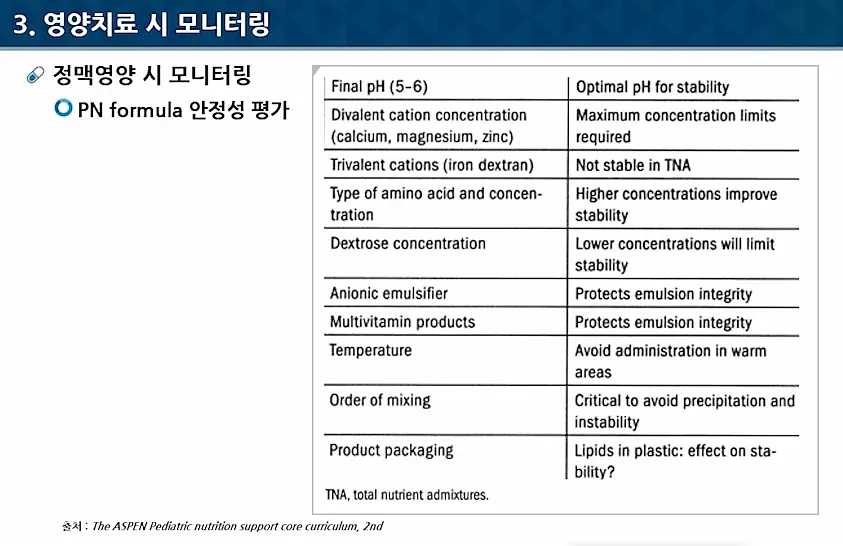 3. 영양치료 시 모니터링
정맥영양 시 모니터링
PN formula 안정성 평가
Final pH (5–6)
Optimal pH for stability
Divalent cation concentration
(calcium, magnesium, zinc)
Maximum concentration limits
required
Trivalent cations (iron dextran)
Not stable in TNA
Type of amino acid and concen-
tration
Higher concentrations improve
stability
Dextrose concentration
Lower concentrations will limit
stability
Anionic emulsifier
Protects emulsion integrity
Multivitamin products
Protects emulsion integrity
Temperature
Avoid administration in warm
areas
Order of mixing
Critical to avoid precipitation and
instability
Product packaging
Lipids in plastic: effect on sta-
bility?
TNA, total nutrient admixtures.
출처 : The ASPEN Pediatric nutrition support core curriculum, 2nd